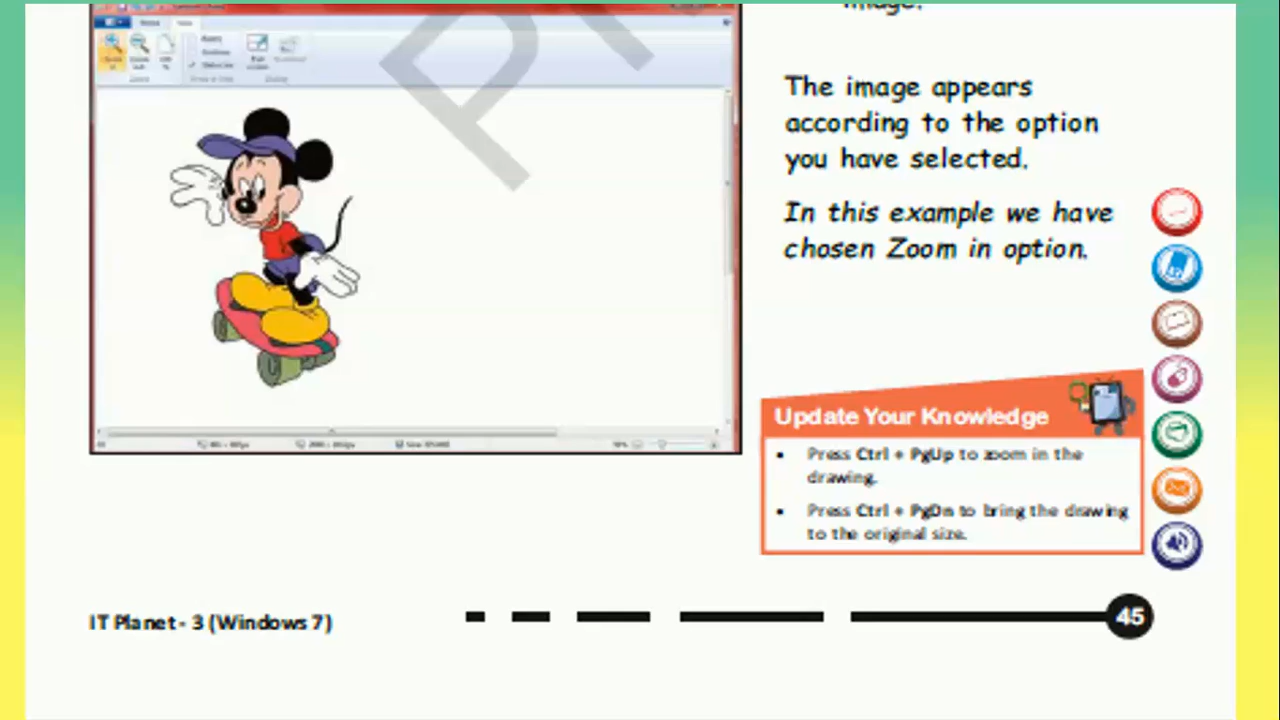 image.
The image appears
according to the option
you have selected.
In this example we have
chosen Zoom in option.
Update Your Knowledge
• Press Ctrl + PgUp to zoom in the
drawing.
• Press Ctrl + PgDn to bring the drawing
to the original size.
IT Planet - 3 (Windows 7)
45